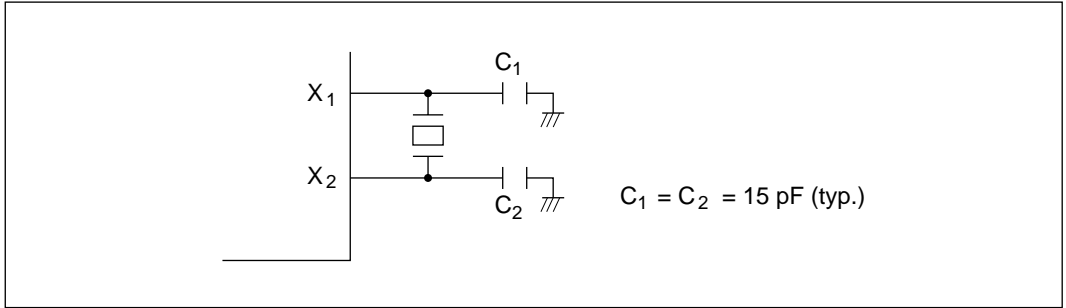 C1
X1
X2
C2
C1 = C2 = 15 pF (typ.)